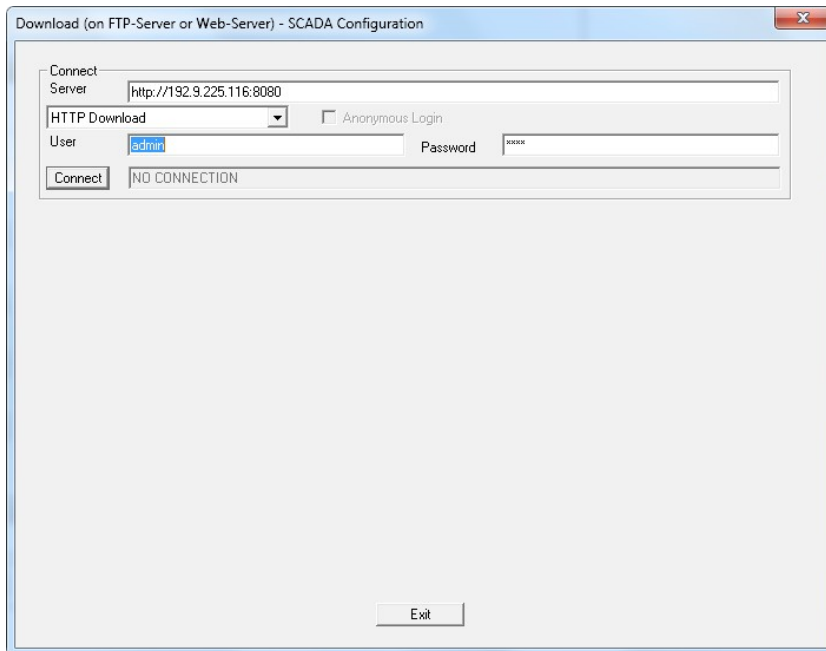 Download (on FTP-Server or Web-Server) - SCADA Configuration
Connect
Server http://192.9.225.116:8080
HTTP Download Anonymous Login
User admin Password ××××
Connect NO CONNECTION
Exit